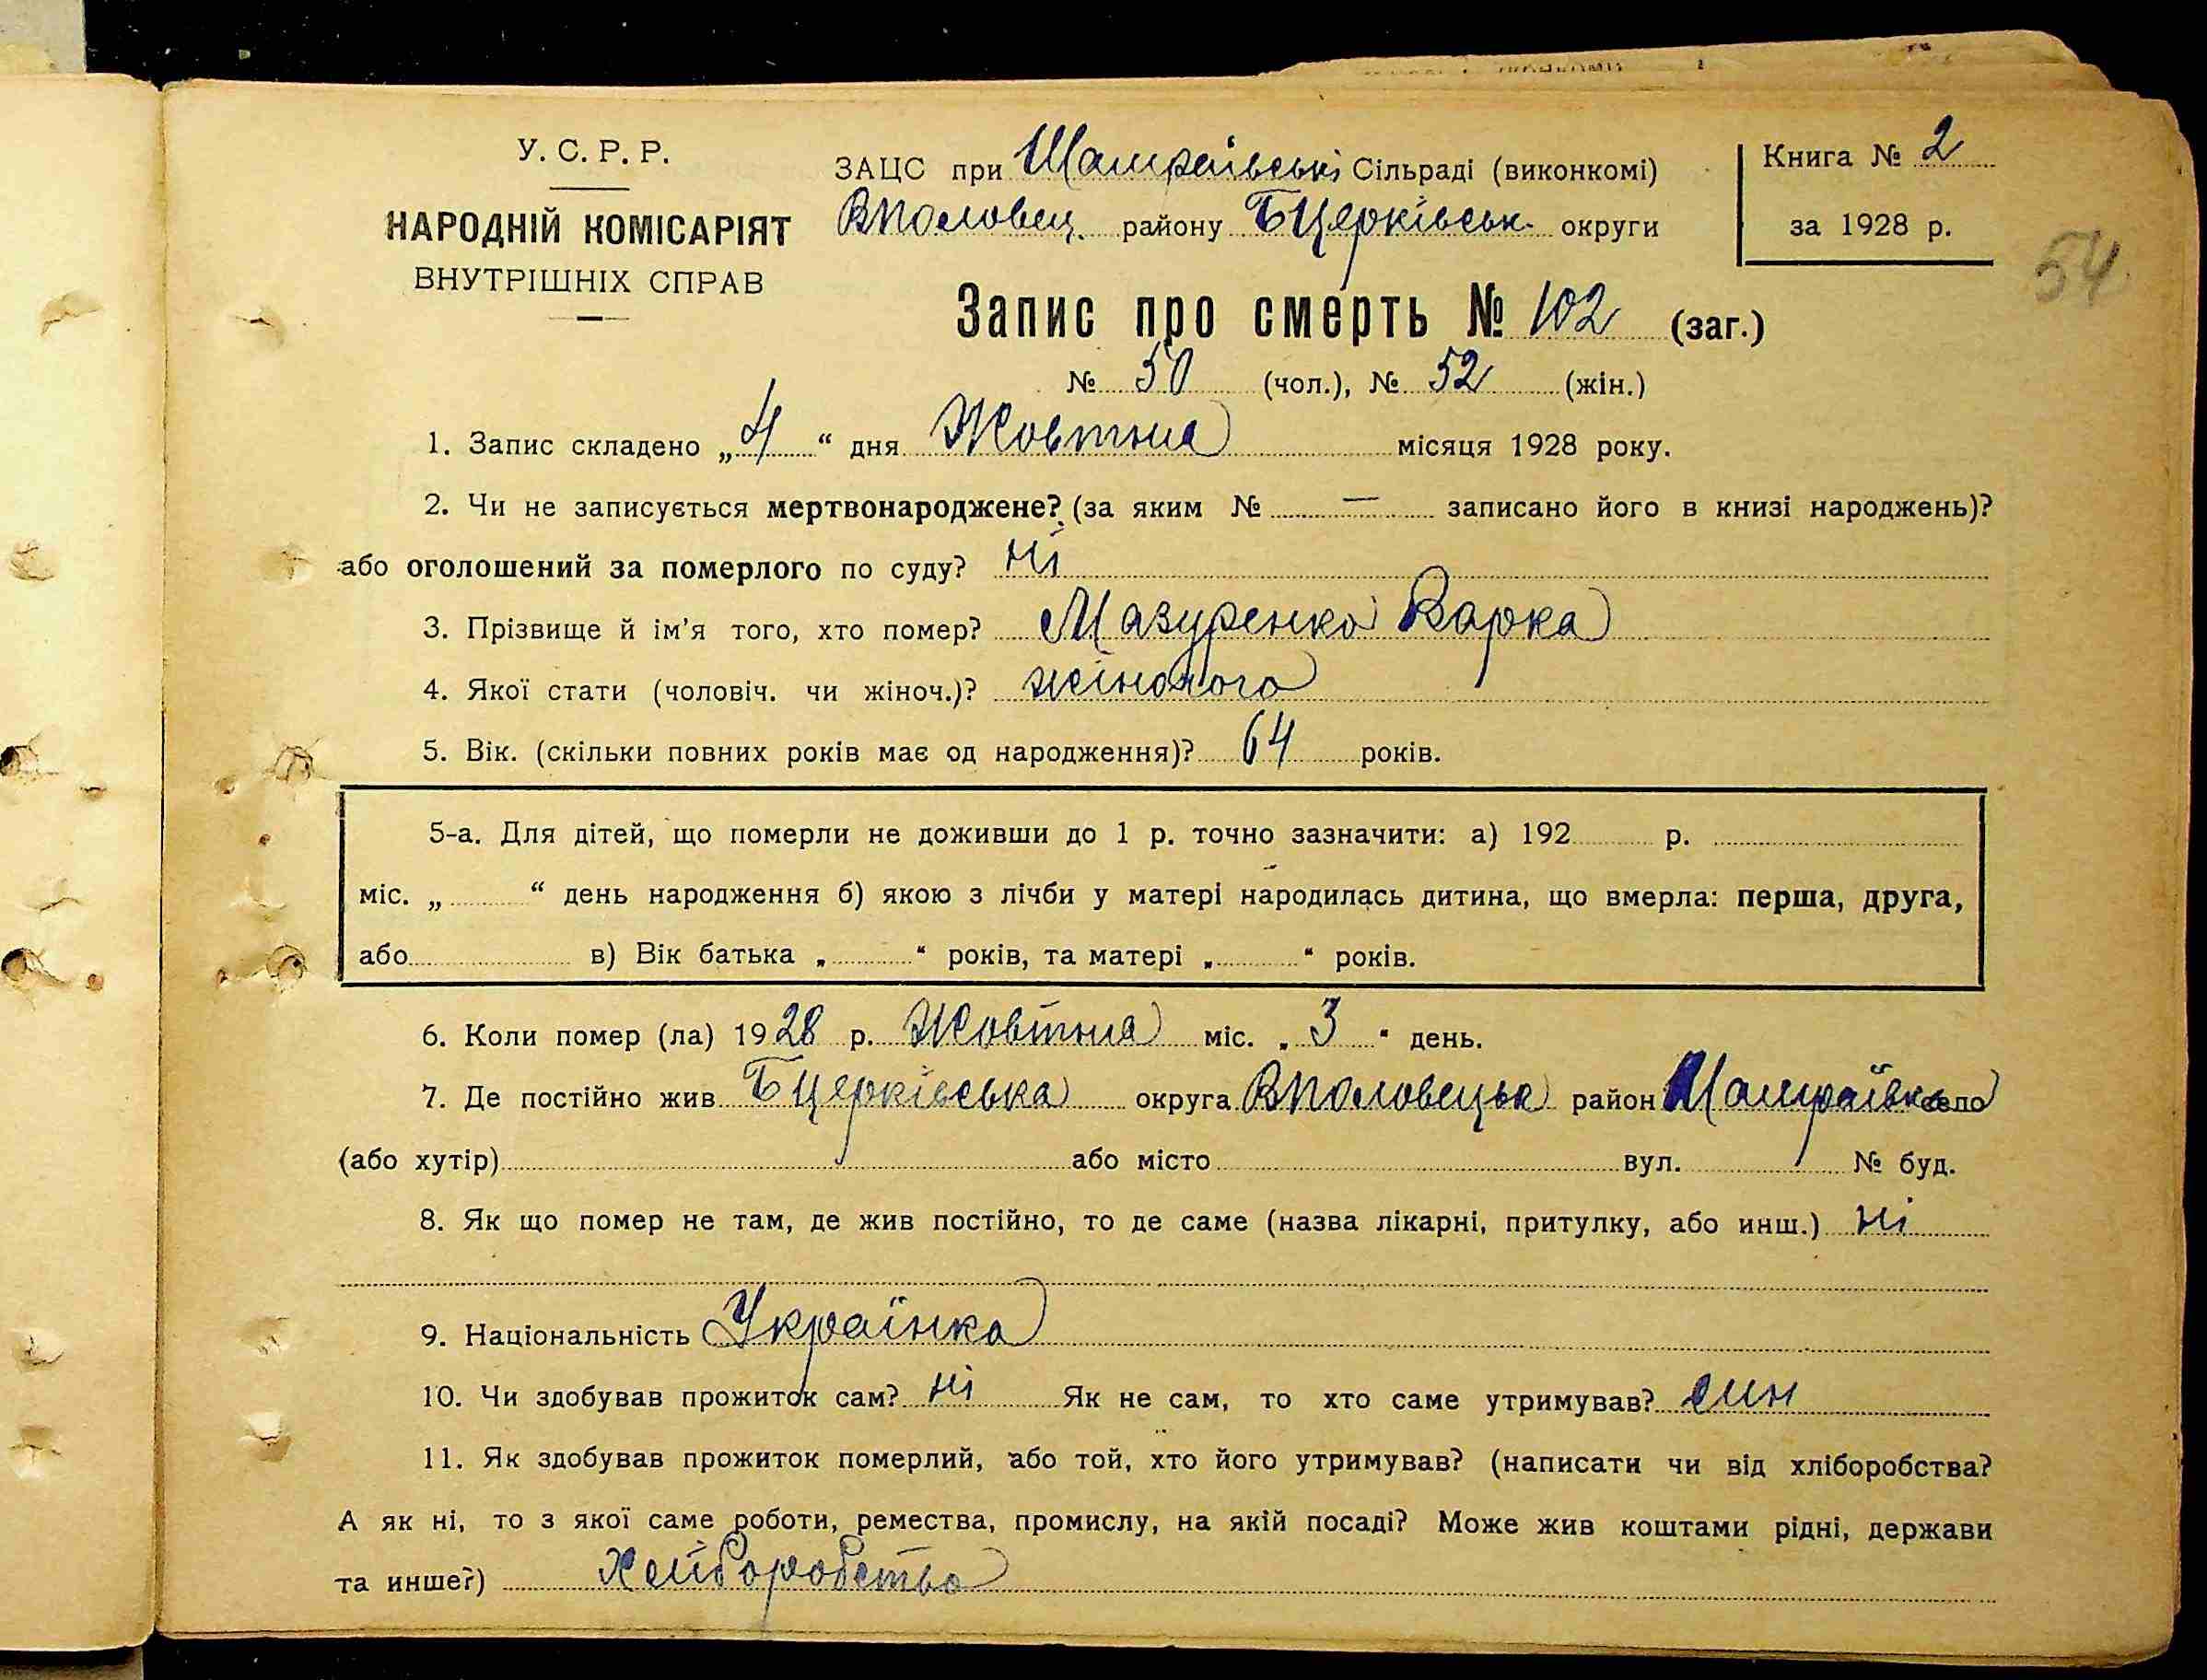 У. С. Р. Р.
НАРОДНІЙ КОМІСАРІЯТ
ВНУТРІШНІХ СПРАВ
ЗАЦС при Шамраївські Сільраді (виконкомі)
ВПоловец. району БЦерківськ. округи
Книга № 2
за 1928 р.
54
Запис про смерть № 102 (заг.)
№ 50 (чол.), № 52 (жін.)
1. Запис складено „4“ дня Жовтня місяця 1928 року.
2. Чи не записується мертвонароджене? (за яким № — записано його в книзі народжень)?
або оголошений за померлого по суду? ні
3. Прізвище й ім'я того, хто помер? Мазуренко Варка
4. Якої стати (чоловіч. чи жіноч.)? жіночого
5. Вік. (скільки повних років має од народження)? 64 років.
5-а. Для дітей, що померли не доживши до 1 р. точно зазначити: а) 192 р.
міс. „ “ день народження б) якою з лічби у матері народилась дитина, що вмерла: перша, друга,
або в) Вік батька „ “ років, та матері „ “ років.
6. Коли помер (ла) 1928 р. Жовтня міс. „3“ день.
7. Де постійно жив БЦерківська округа ВПоловецьк район Шамраївка село
(або хутір) або місто вул. № буд.
8. Як що помер не там, де жив постійно, то де саме (назва лікарні, притулку, або инш.) ні
9. Національність Українка
10. Чи здобував прожиток сам? ні Як не сам, то хто саме утримував? син
11. Як здобував прожиток померлий, або той, хто його утримував? (написати чи від хліборобства?
А як ні, то з якої саме роботи, ремества, промислу, на якій посаді? Може жив коштами рідні, держави
та инше?) Хліборобство